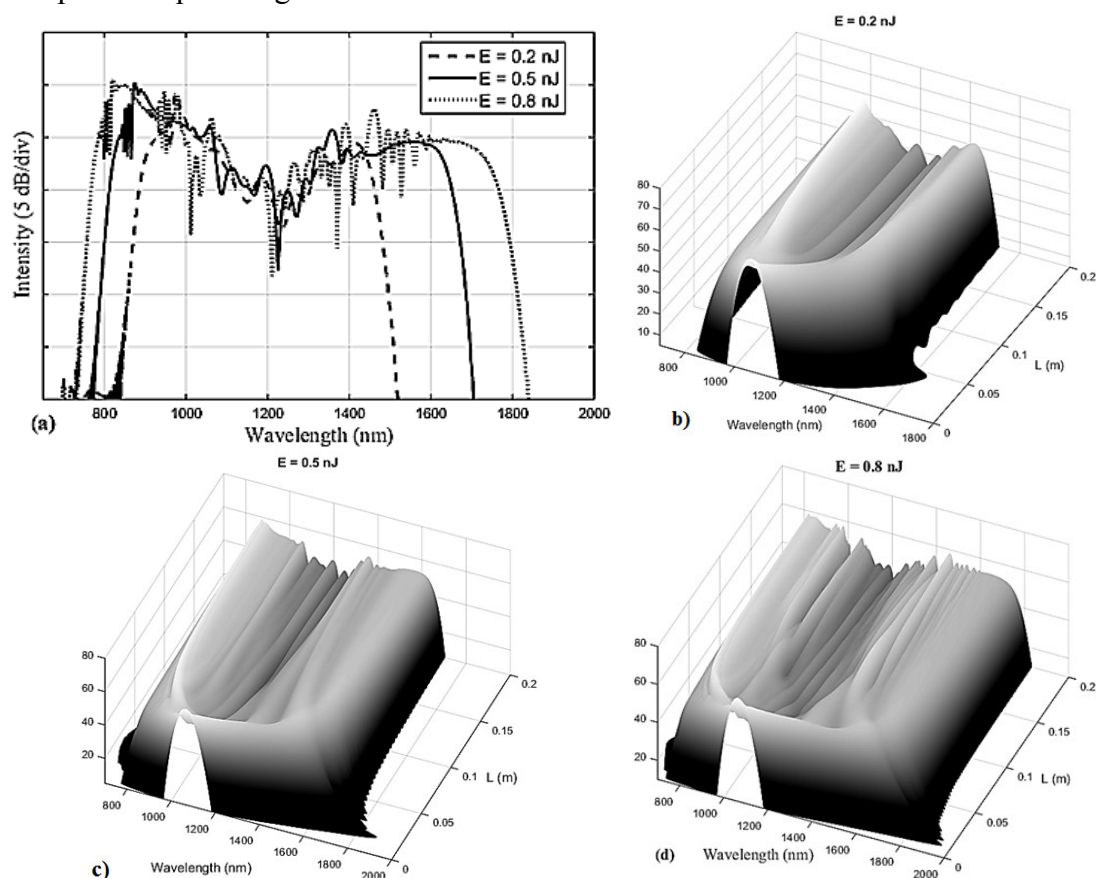 E = 0.2 nJ
E = 0.5 nJ
E = 0.8 nJ
Intensity (5 dB/div)
800 1000 1200 1400 1600 1800 2000
(a)
Wavelength (nm)
E = 0.2 nJ
80
70
60
50
40
30
20
10
800
1000
1200
1400
1600
1800
Wavelength (nm)
0
0.05
0.1
0.15
0.2
L (m)
b)
E = 0.5 nJ
80
60
40
20
800
1000
1200
1400
1600
1800
2000
Wavelength (nm)
0
0.05
0.1
0.15
0.2
L (m)
c)
E = 0.8 nJ
80
60
40
20
800
1000
1200
1400
1600
1800
2000
(d)
Wavelength (nm)
0
0.05
0.1
0.15
0.2
L (m)